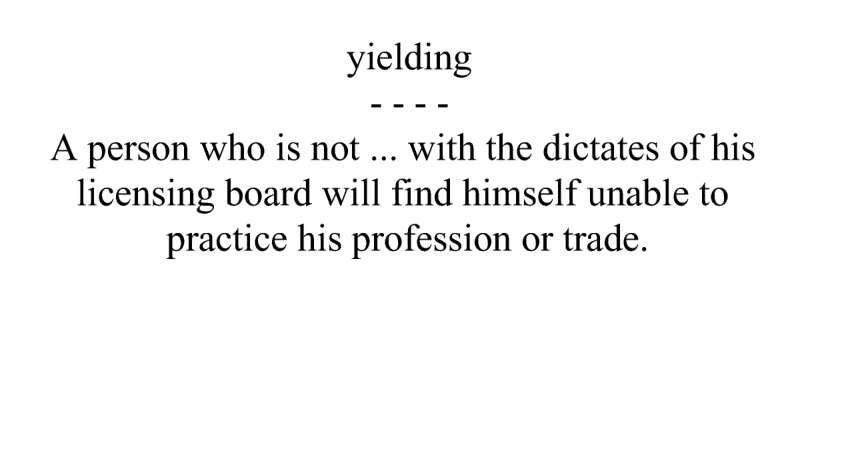 yielding
- - - -
A person who is not ... with the dictates of his
licensing board will find himself unable to
practice his profession or trade.